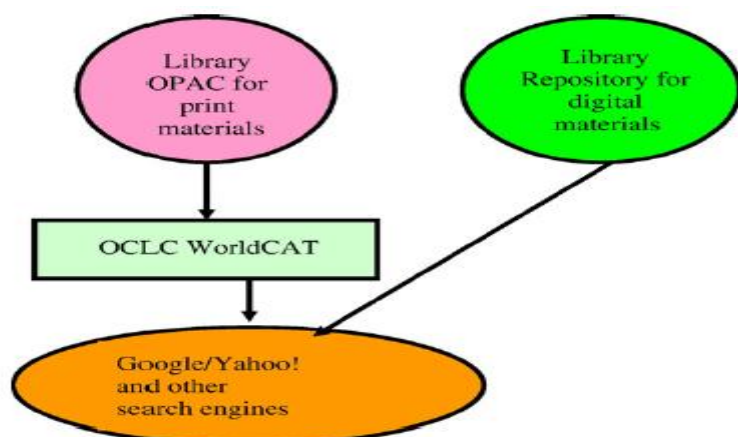 Library
OPAC for
print
materials
Library
Repository for
digital
materials
OCLC WorldCAT
Google/Yahoo!
and other
search engines